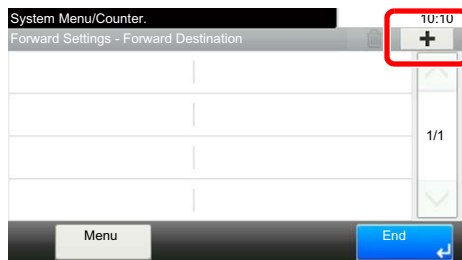 System Menu/Counter. 10:10
Forward Settings - Forward Destination
1/1
Menu End